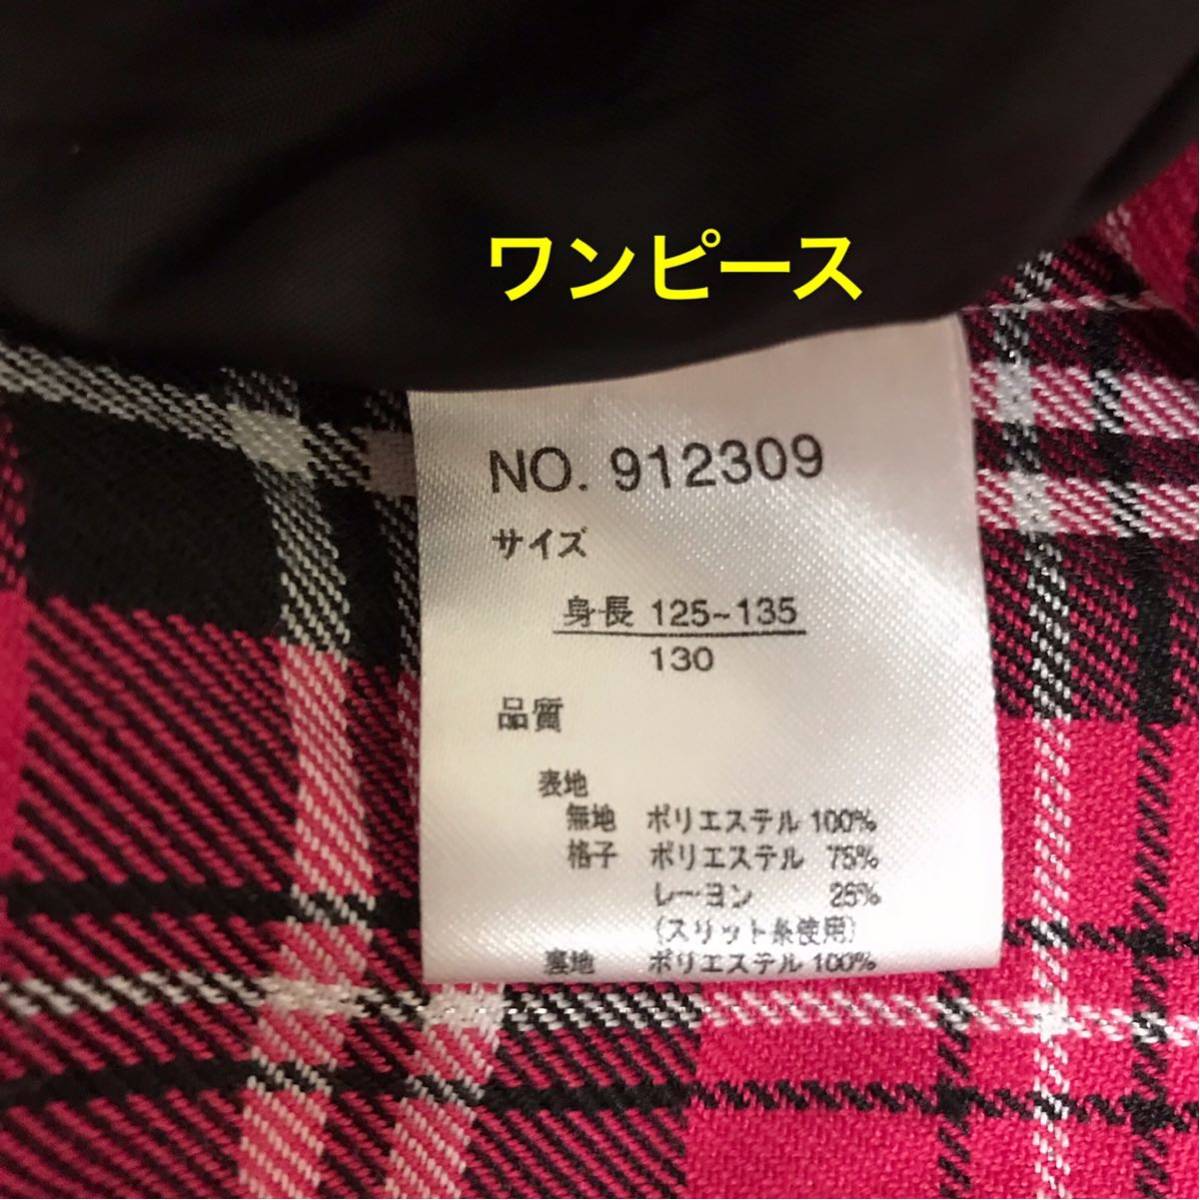 ワンピース
NO. 912309
サイズ
身長 125~135
130
品質
表地
無地 ポリエステル 100%
格子 ポリエステル 75%
レーヨン 25%
(スリット糸使用)
裏地 ポリエステル 100%